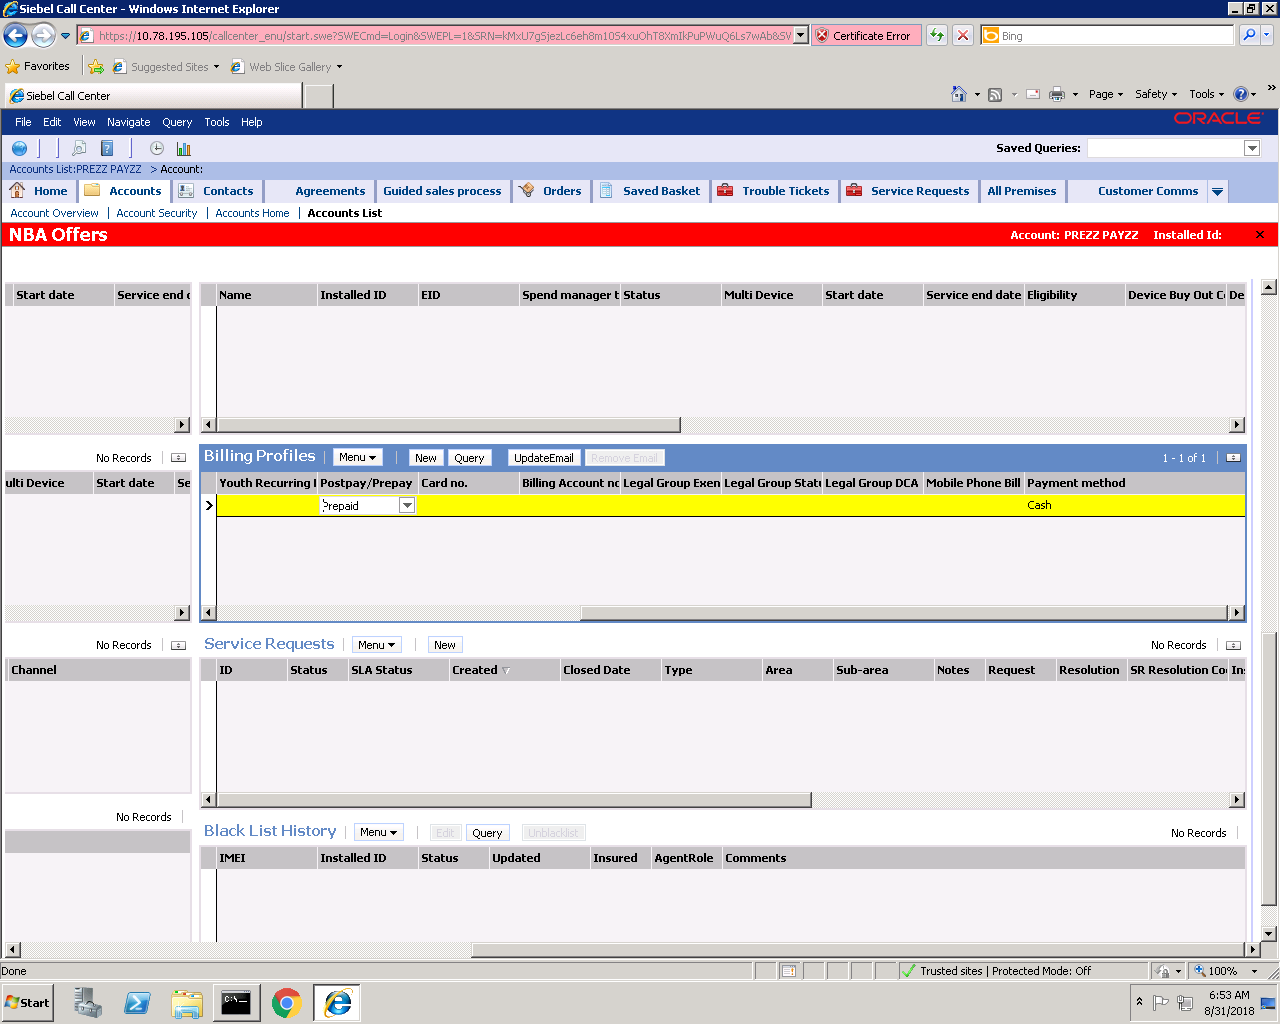 Siebel Call Center - Windows Internet Explorer
https://10.78.195.105/callcenter_enu/start.swe?SWECmd=Login&SWEPL=1&SRN=
Certificate Error
Bing
Favorites
Suggested Sites
Web Slice Gallery
Siebel Call Center
Page
Safety
Tools
File Edit View Navigate Query Tools Help
ORACLE
Saved Queries:
Accounts List:PREZZ PAYZZ > Account:
Home Accounts Contacts Agreements Guided sales process Orders Saved Basket Trouble Tickets Service Requests All Premises Customer Comms
Account Overview | Account Security | Accounts Home | Accounts List
NBA Offers
Account: PREZZ PAYZZ Installed Id:
Start date Service end d
Name Installed ID EID Spend manager t Status Multi Device Start date Service end date Eligibility Device Buy Out C De
No Records
Billing Profiles Menu New Query UpdateEmail Remove Email 1 - 1 of 1
ulti Device Start date Se
Youth Recurring Postpay/Prepay Card no. Billing Account no Legal Group Exen Legal Group Statu Legal Group DCA Mobile Phone Bill Payment method
Prepaid Cash
No Records
Service Requests Menu New No Records
Channel
ID Status SLA Status Created Closed Date Type Area Sub-area Notes Request Resolution SR Resolution Co Ins
No Records
Black List History Menu Edit Query Unblacklist No Records
IMEI Installed ID Status Updated Insured AgentRole Comments
Done
Trusted sites | Protected Mode: Off
100%
Start
C:\
6:53 AM
8/31/2018